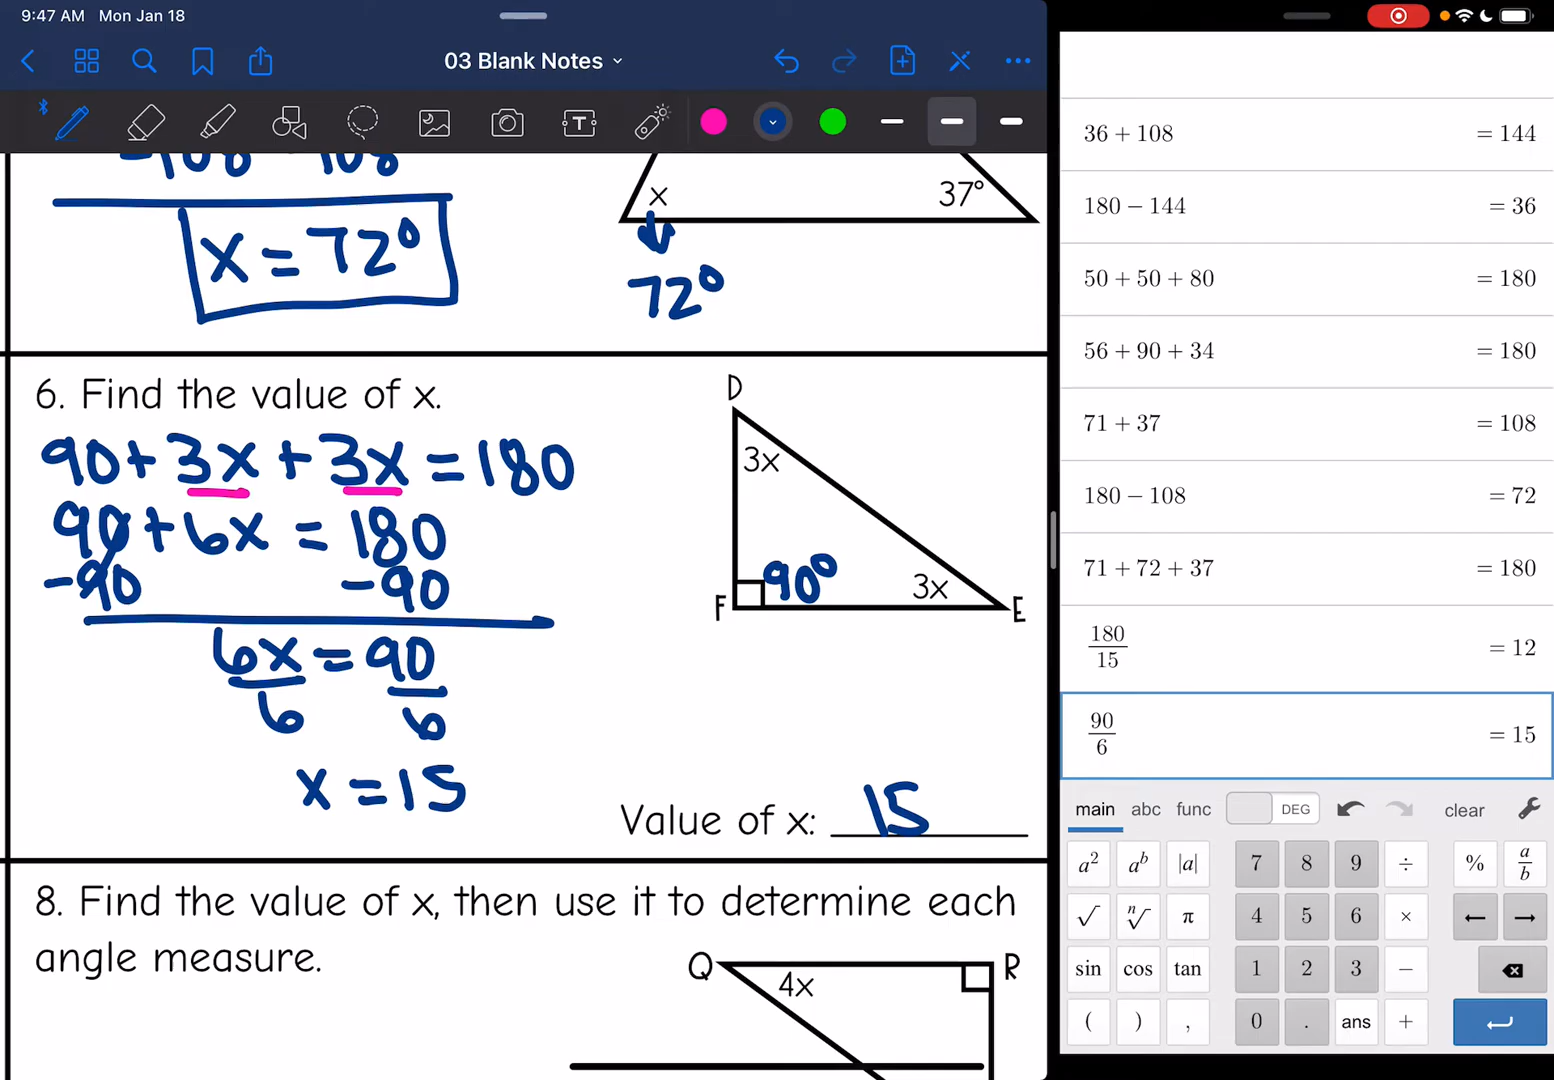 9:47 AM Mon Jan 18
03 Blank Notes
T
-108 -108
x = 72°
x
37°
72°
6. Find the value of x.
90 + 3x + 3x = 180
90 + 6x = 180
-90 -90
6x = 90
6 6
x = 15
D
3x
90°
3x
F
E
Value of x: 15
8. Find the value of x, then use it to determine each
angle measure.
Q
4x
R
36 + 108 = 144
180 − 144 = 36
50 + 50 + 80 = 180
56 + 90 + 34 = 180
71 + 37 = 108
180 − 108 = 72
71 + 72 + 37 = 180
180
15
= 12
90
6
= 15
main abc func DEG clear
a² aᵇ |a| 7 8 9 ÷ % a/b
√ ⁿ√ π 4 5 6 × ← →
sin cos tan 1 2 3 −
( ) , 0 . ans +